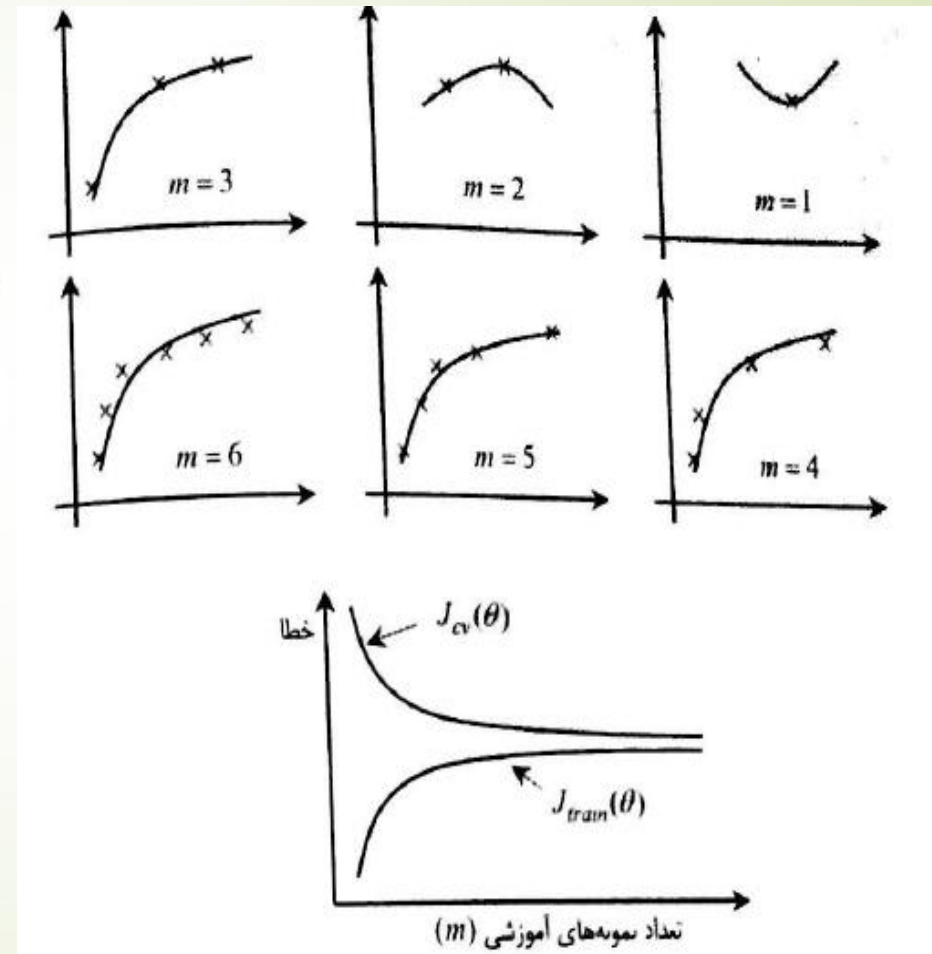 m = 3
m = 2
m = 1
m = 6
m = 5
m = 4
خطا
J_cv(θ)
J_train(θ)
تعداد نمونه‌های آموزشی (m)